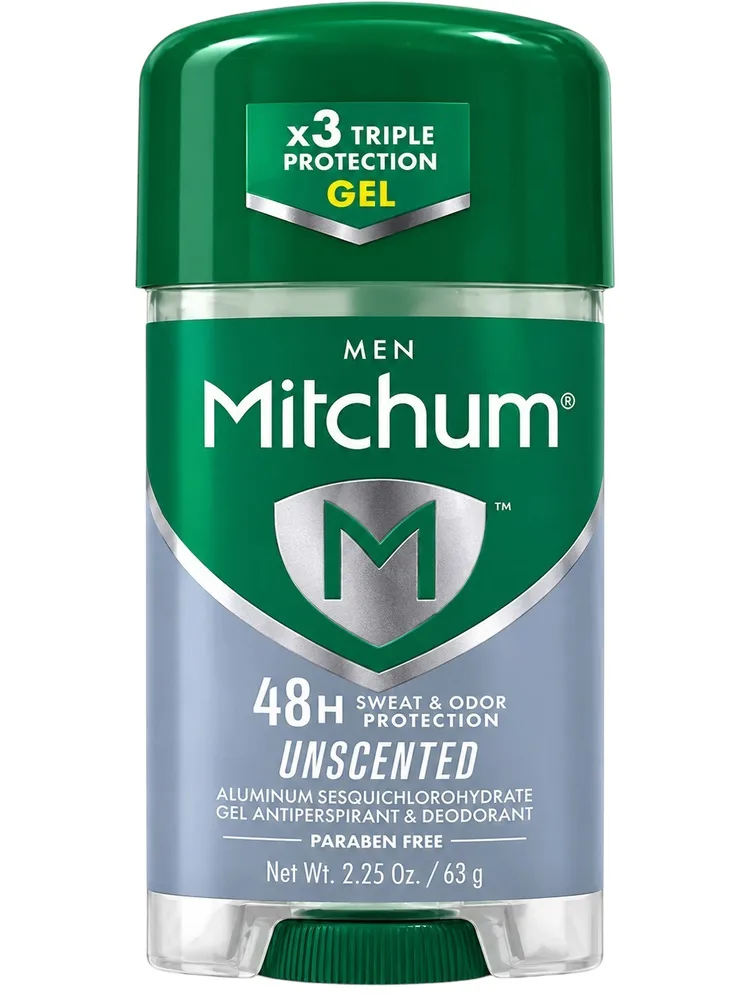 x3 TRIPLE
PROTECTION
GEL
MEN
Mitchum®
M™
48H SWEAT & ODOR
PROTECTION
UNSCENTED
ALUMINUM SESQUICHLOROHYDRATE
GEL ANTIPERSPIRANT & DEODORANT
PARABEN FREE
Net Wt. 2.25 Oz. / 63 g